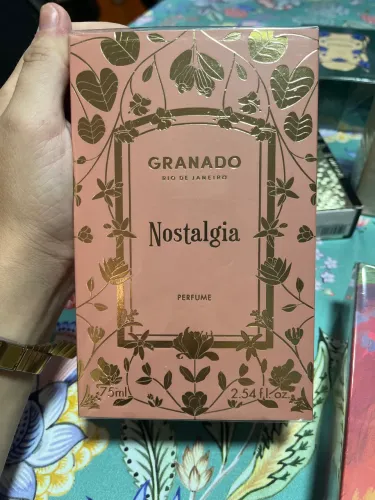 GRANADO
RIO DE JANEIRO
Nostalgia
PERFUME
75ml 2.54 fl. oz.